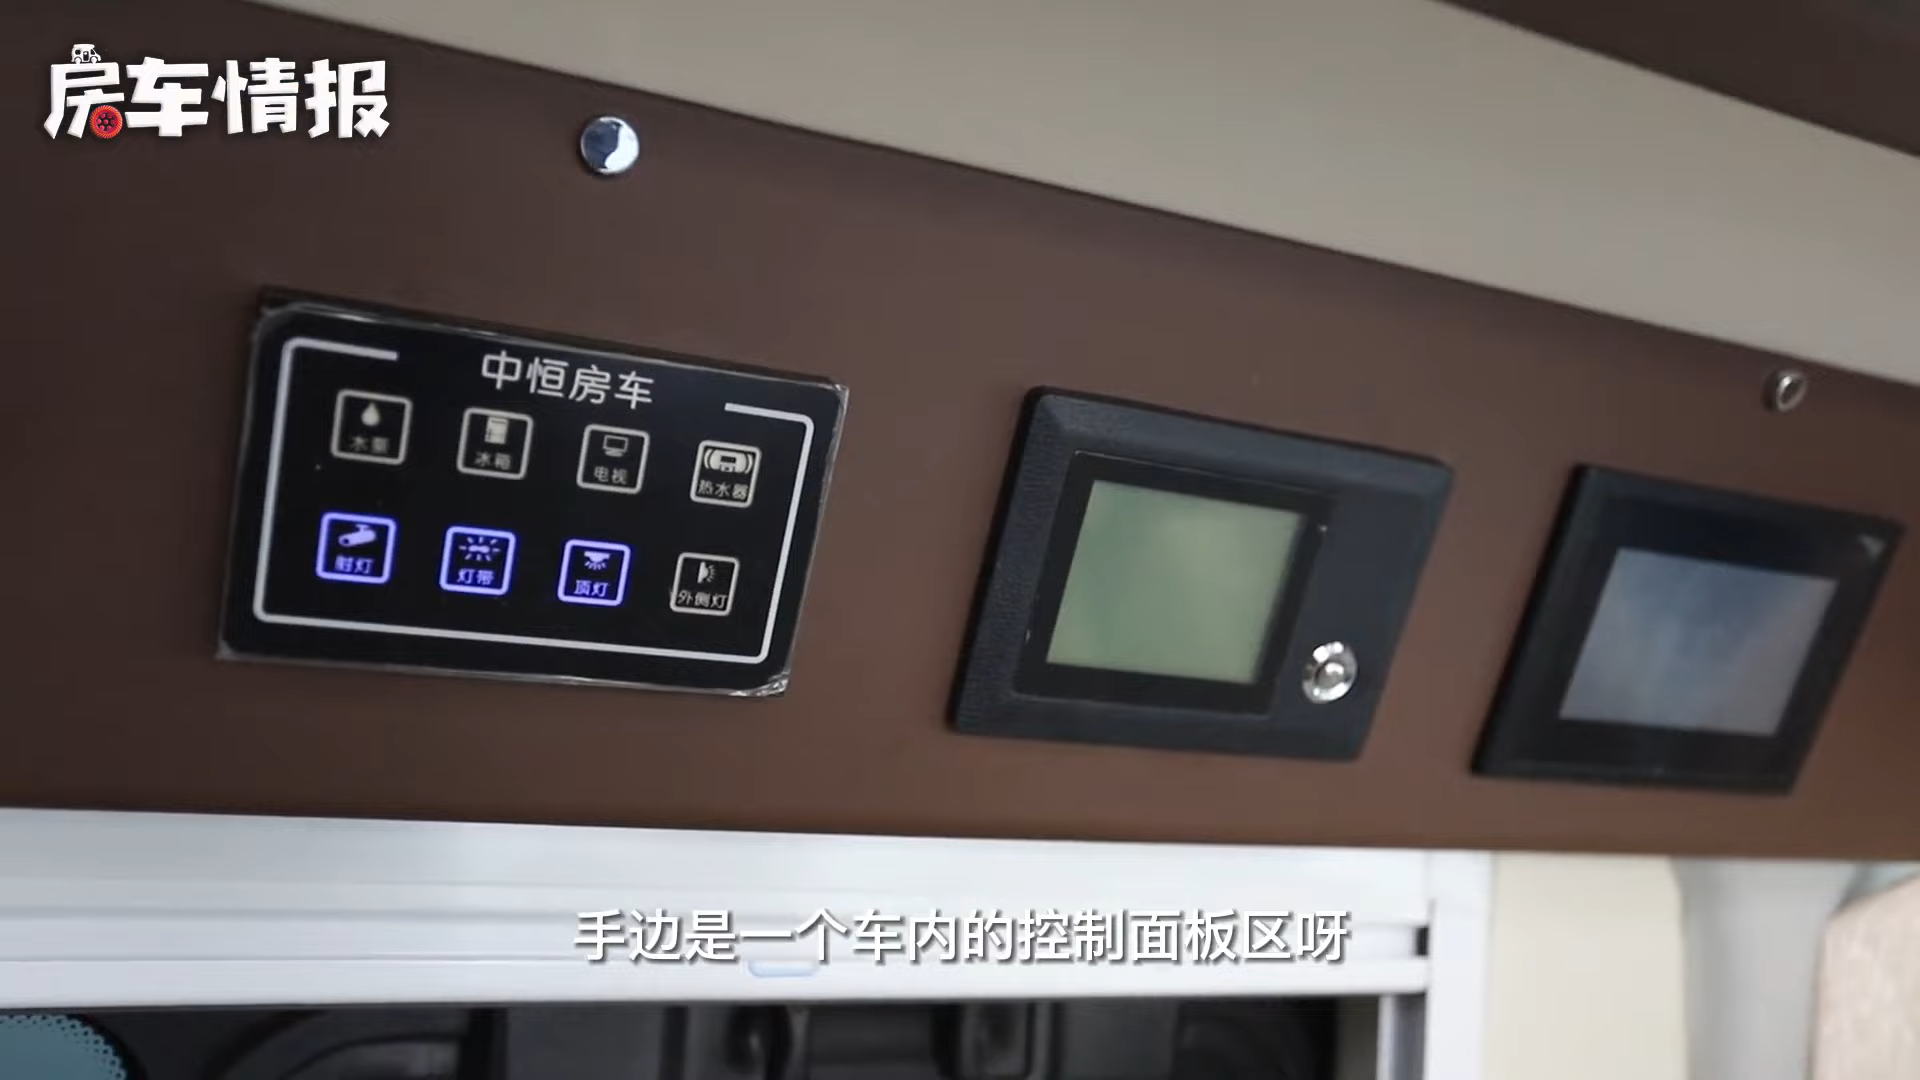 房车情报
中恒房车
水泵 冰箱 电视 热水器
射灯 灯带 顶灯 外侧灯
手边是一个车内的控制面板区呀